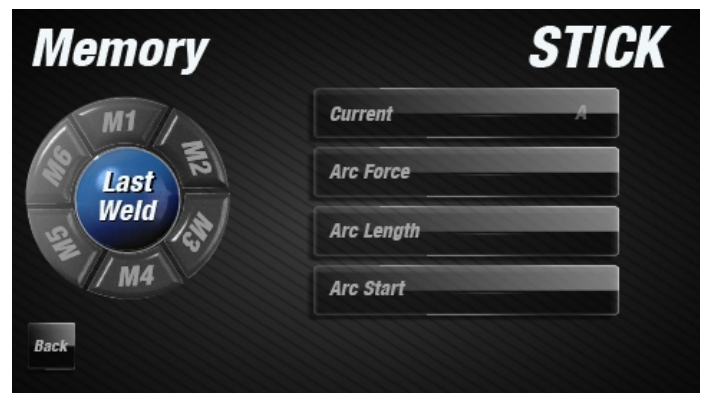 Memory
STICK
M1
M2
M3
M4
M5
M6
Last
Weld
Current A
Arc Force
Arc Length
Arc Start
Back